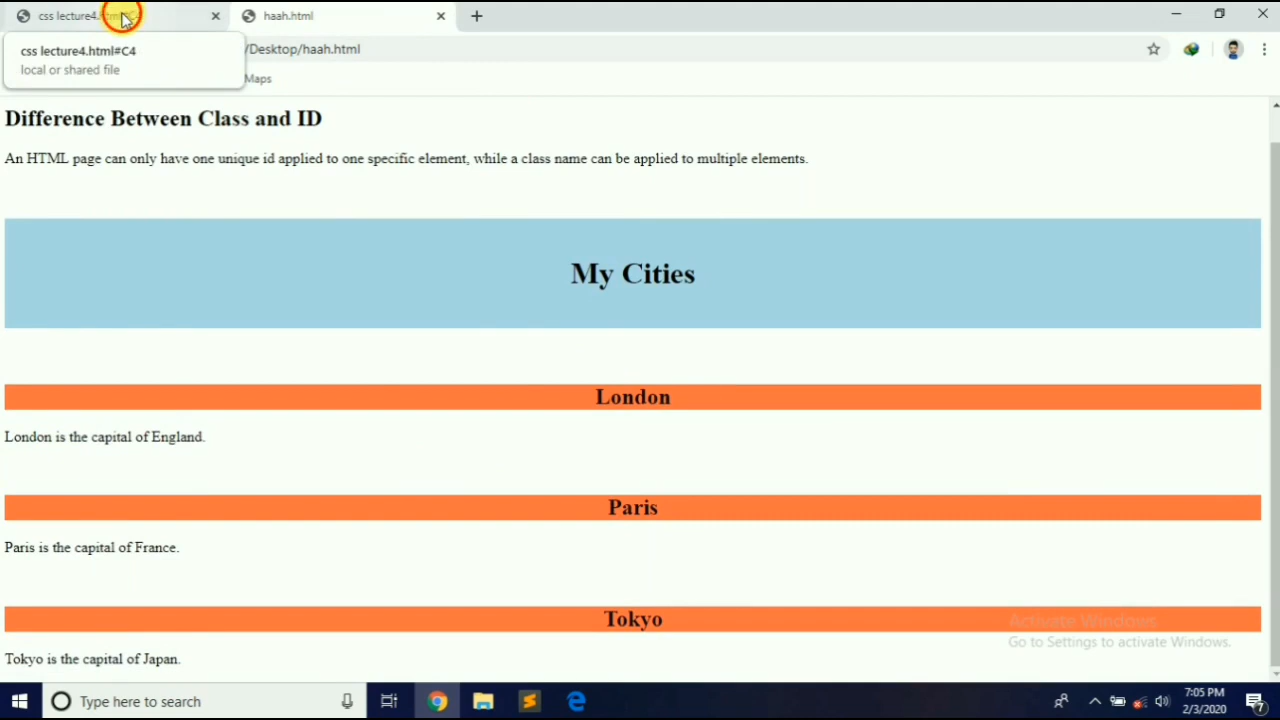 css lecture4.html#C4
haah.html
css lecture4.html#C4
local or shared file
/Desktop/haah.html
Maps
Difference Between Class and ID
An HTML page can only have one unique id applied to one specific element, while a class name can be applied to multiple elements.
My Cities
London
London is the capital of England.
Paris
Paris is the capital of France.
Tokyo
Tokyo is the capital of Japan.
Activate Windows
Go to Settings to activate Windows.
Type here to search
7:05 PM
2/3/2020
7